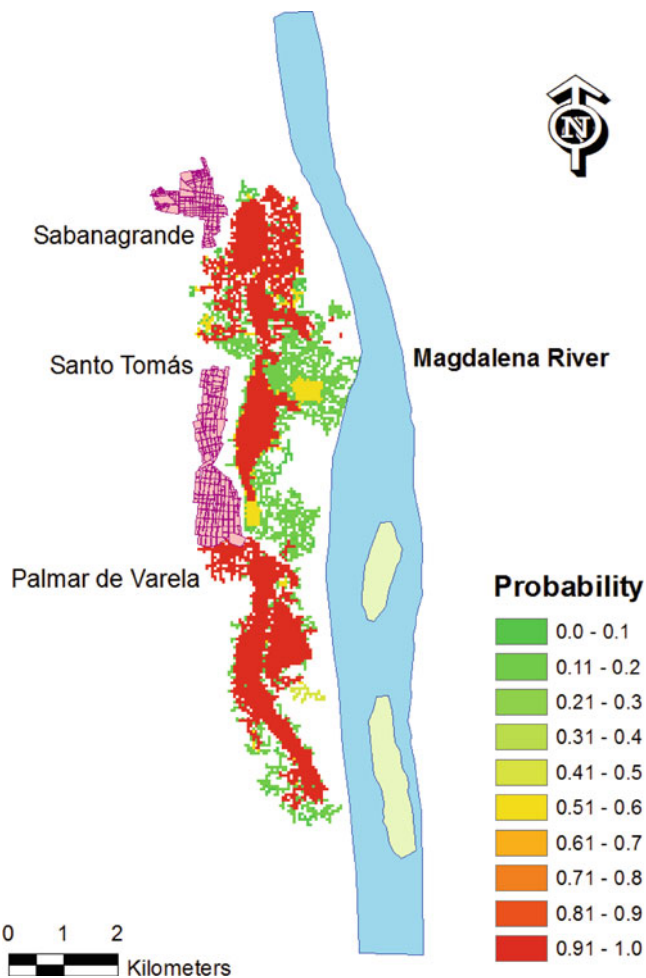 N
Sabanagrande
Santo Tomás
Magdalena River
Palmar de Varela
Probability
0.0 - 0.1
0.11 - 0.2
0.21 - 0.3
0.31 - 0.4
0.41 - 0.5
0.51 - 0.6
0.61 - 0.7
0.71 - 0.8
0.81 - 0.9
0.91 - 1.0
0 1 2
Kilometers